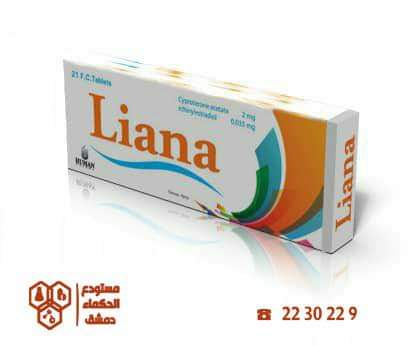 21 F.C.Tablets
Cyproterone acetate 2 mg
ethinylestradiol 0.035 mg
Liana
HUMAN
Liana
مستودع
الحكماء
دمشق
☎ 22 30 22 9